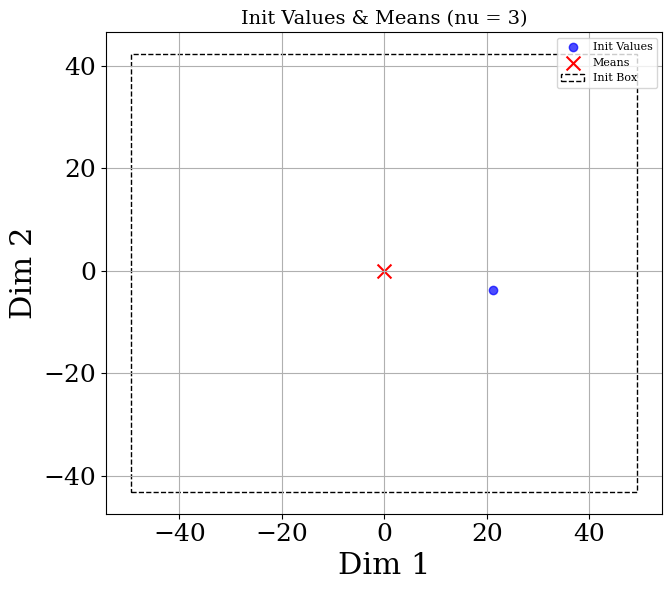 Init Values & Means (nu = 3)
Init Values
Means
Init Box
Dim 2
40
20
0
−20
−40
−40
−20
0
20
40
Dim 1